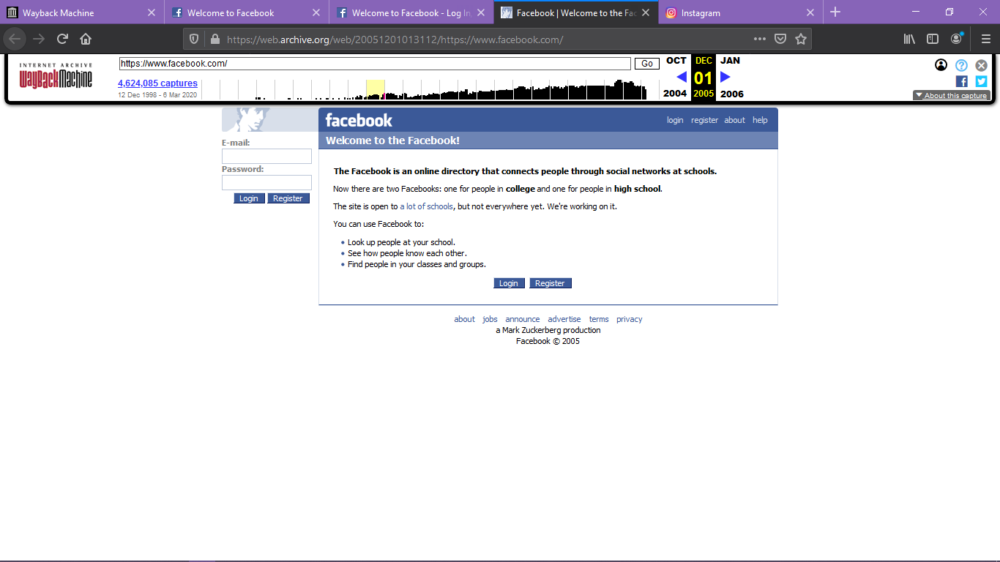 Wayback Machine
Welcome to Facebook
Welcome to Facebook - Log In,
Facebook | Welcome to the Fac
Instagram
https://web.archive.org/web/20051201013112/https://www.facebook.com/
INTERNET ARCHIVE
WayBackMachine
https://www.facebook.com/
Go
OCT DEC JAN
4,624,085 captures
01
12 Dec 1998 - 6 Mar 2020
2004 2005 2006
About this capture
facebook
login register about help
Welcome to the Facebook!
E-mail:
Password:
Login Register
The Facebook is an online directory that connects people through social networks at schools.
Now there are two Facebooks: one for people in college and one for people in high school.
The site is open to a lot of schools, but not everywhere yet. We're working on it.
You can use Facebook to:
• Look up people at your school.
• See how people know each other.
• Find people in your classes and groups.
Login Register
about jobs announce advertise terms privacy
a Mark Zuckerberg production
Facebook © 2005